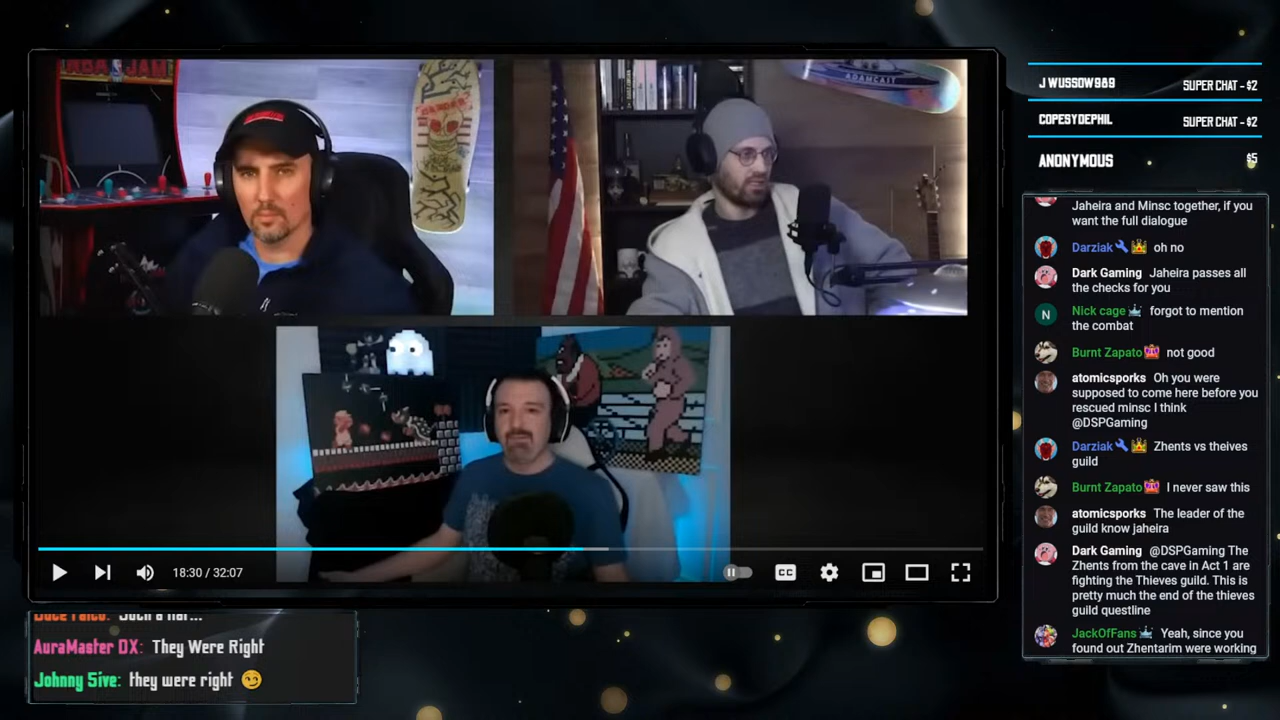 NBA JAM
ADAMCAST
18:30 / 32:07
CC
Such a liar...
AuraMaster DX: They Were Right
Johnny 5ive: they were right
J WUSSOW989 SUPER CHAT - $2
COPESYDEPHIL SUPER CHAT - $2
ANONYMOUS $5
Jaheira and Minsc together, if you
want the full dialogue
Darziak oh no
Dark Gaming Jaheira passes all
the checks for you
N
Nick cage forgot to mention
the combat
Burnt Zapato not good
atomicsporks Oh you were
supposed to come here before you
rescued minsc I think
@DSPGaming
Darziak Zhents vs theives
guild
Burnt Zapato I never saw this
atomicsporks The leader of the
guild know jaheira
Dark Gaming @DSPGaming The
Zhents from the cave in Act 1 are
fighting the Thieves guild. This is
pretty much the end of the thieves
guild questline
JackOfFans Yeah, since you
found out Zhentarim were working